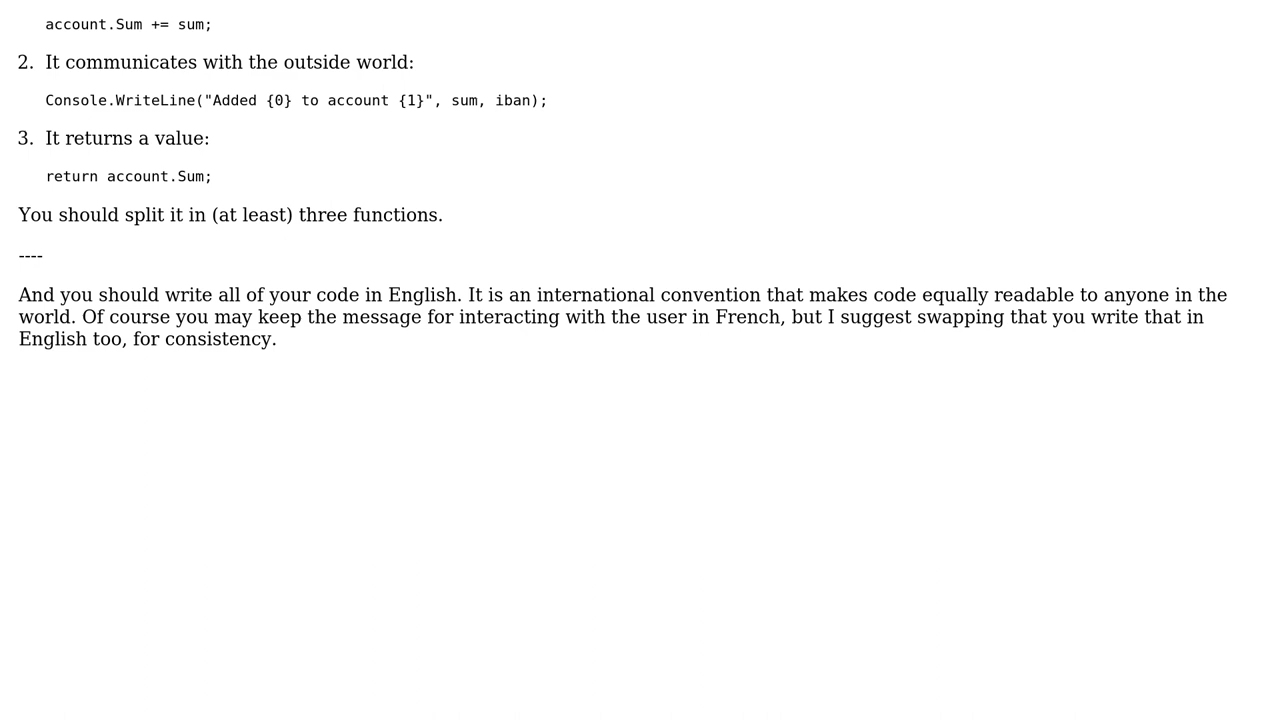 account.Sum += sum;
2. It communicates with the outside world:
Console.WriteLine("Added {0} to account {1}", sum, iban);
3. It returns a value:
return account.Sum;
You should split it in (at least) three functions.
----
And you should write all of your code in English. It is an international convention that makes code equally readable to anyone in the
world. Of course you may keep the message for interacting with the user in French, but I suggest swapping that you write that in
English too, for consistency.